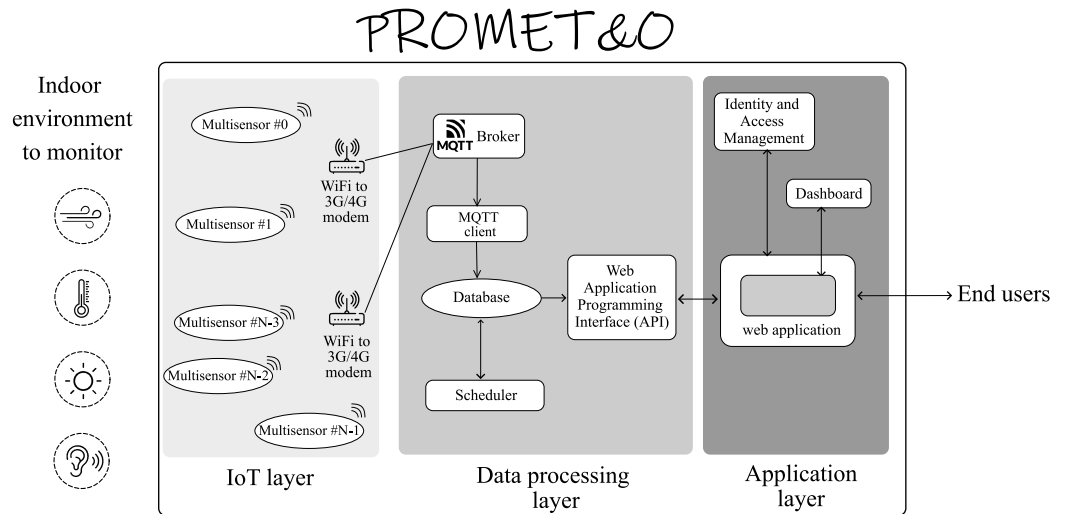 PROMET&O
Indoor
environment
to monitor
Multisensor #0
Multisensor #1
Multisensor #N-3
Multisensor #N-2
Multisensor #N-1
WiFi to
3G/4G
modem
WiFi to
3G/4G
modem
IoT layer
MQTT Broker
MQTT
client
Database
Scheduler
Web
Application
Programming
Interface (API)
Data processing
layer
Identity and
Access
Management
Dashboard
web application
Application
layer
End users